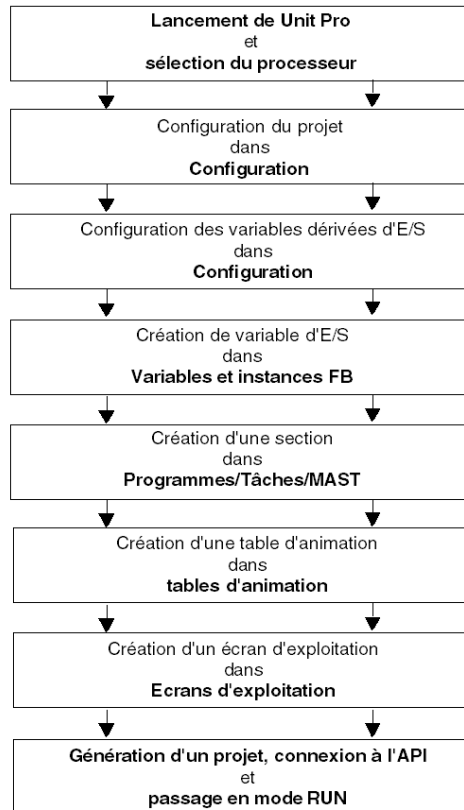 Lancement de Unit Pro
et
sélection du processeur
Configuration du projet
dans
Configuration
Configuration des variables dérivées d'E/S
dans
Configuration
Création de variable d'E/S
dans
Variables et instances FB
Création d'une section
dans
Programmes/Tâches/MAST
Création d'une table d'animation
dans
tables d'animation
Création d'un écran d'exploitation
dans
Ecrans d'exploitation
Génération d'un projet, connexion à l'API
et
passage en mode RUN